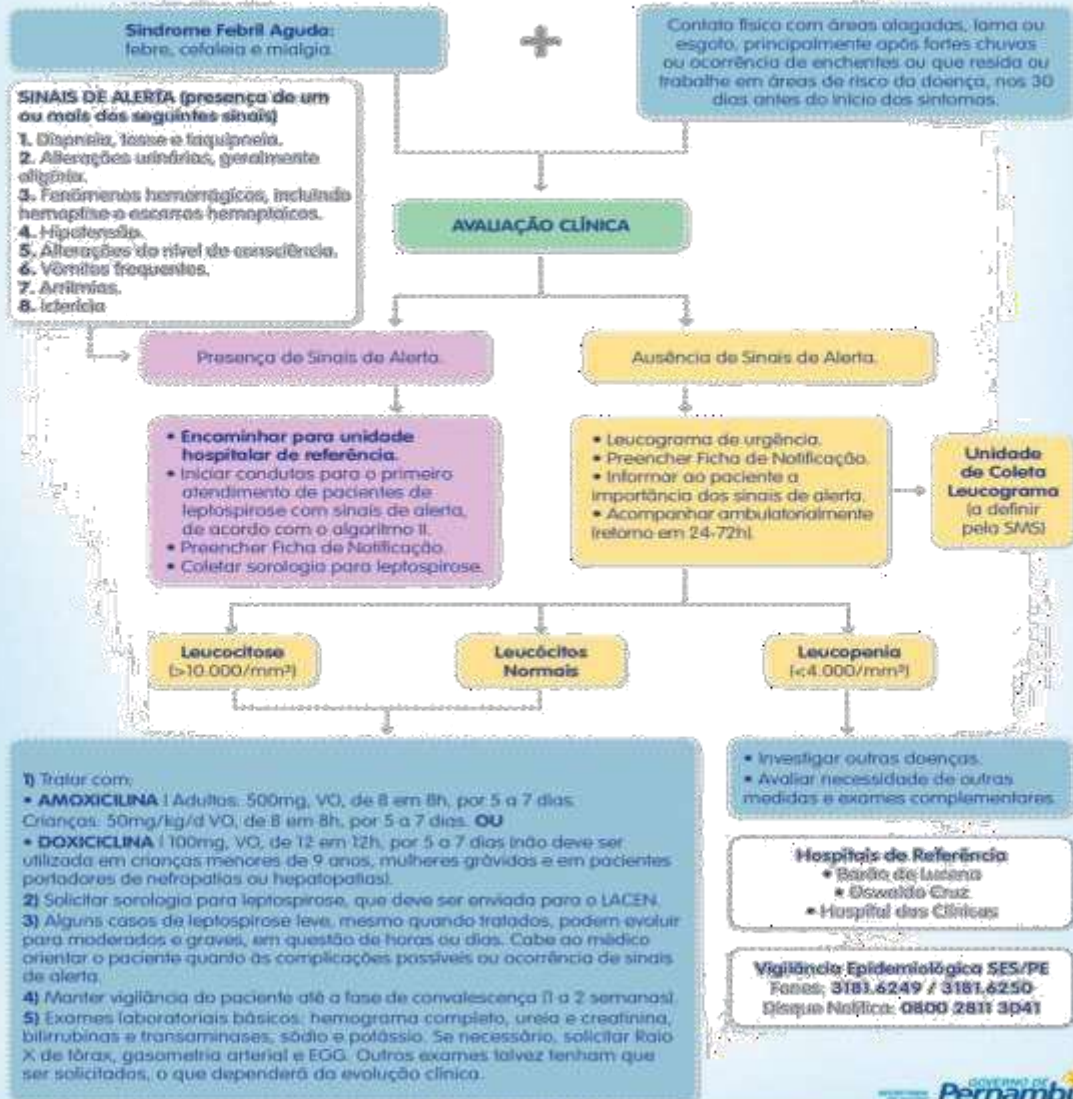 Síndrome Febril Aguda:
febre, cefaleia e mialgia.
+
Contato físico com áreas alagadas, lama ou
esgoto, principalmente após fortes chuvas
ou ocorrência de enchentes ou que resida ou
trabalhe em áreas de risco da doença, nos 30
dias antes do início dos sintomas.
SINAIS DE ALERTA (presença de um
ou mais dos seguintes sinais)
1. Dispneia, tosse e taquipneia.
2. Alterações urinárias, geralmente
oligúria.
3. Fenômenos hemorrágicos, incluindo
hemoptise e escarros hemoptoicos.
4. Hipotensão.
5. Alterações do nível de consciência.
6. Vômitos frequentes.
7. Arritmias.
8. Icterícia
AVALIAÇÃO CLÍNICA
Presença de Sinais de Alerta.
Ausência de Sinais de Alerta.
• Encaminhar para unidade
hospitalar de referência.
• Iniciar condutas para o primeiro
atendimento de pacientes de
leptospirose com sinais de alerta,
de acordo com o algoritmo II.
• Preencher Ficha de Notificação.
• Coletar sorologia para leptospirose.
• Leucograma de urgência.
• Preencher Ficha de Notificação.
• Informar ao paciente a
importância dos sinais de alerta.
• Acompanhar ambulatorialmente
(retorno em 24-72h).
Unidade
de Coleta
Leucograma
(a definir
pela SMS)
Leucocitose
(>10.000/mm³)
Leucócitos
Normais
Leucopenia
(<4.000/mm³)
1) Tratar com:
• AMOXICILINA | Adultos: 500mg, VO, de 8 em 8h, por 5 a 7 dias.
Crianças: 50mg/kg/d VO, de 8 em 8h, por 5 a 7 dias. OU
• DOXICICLINA | 100mg, VO, de 12 em 12h, por 5 a 7 dias (não deve ser
utilizada em crianças menores de 9 anos, mulheres grávidas e em pacientes
portadores de nefropatias ou hepatopatias).
2) Solicitar sorologia para leptospirose, que deve ser enviada para o LACEN.
3) Alguns casos de leptospirose leve, mesmo quando tratados, podem evoluir
para moderados e graves, em questão de horas ou dias. Cabe ao médico
orientar o paciente quanto às complicações possíveis ou ocorrência de sinais
de alerta.
4) Manter vigilância do paciente até a fase de convalescença (1 a 2 semanas).
5) Exames laboratoriais básicos: hemograma completo, ureia e creatinina,
bilirrubinas e transaminases, sódio e potássio. Se necessário, solicitar Raio
X de tórax, gasometria arterial e EGG. Outros exames talvez tenham que
ser solicitados, o que dependerá da evolução clínica.
• Investigar outras doenças.
• Avaliar necessidade de outras
medidas e exames complementares.
Hospitais de Referência
• Barão de Lucena
• Oswaldo Cruz
• Hospital das Clínicas
Vigilância Epidemiológica SES/PE
Fones: 3181.6249 / 3181.6250
Disque Notifica: 0800 2811 3041
GOVERNO DE